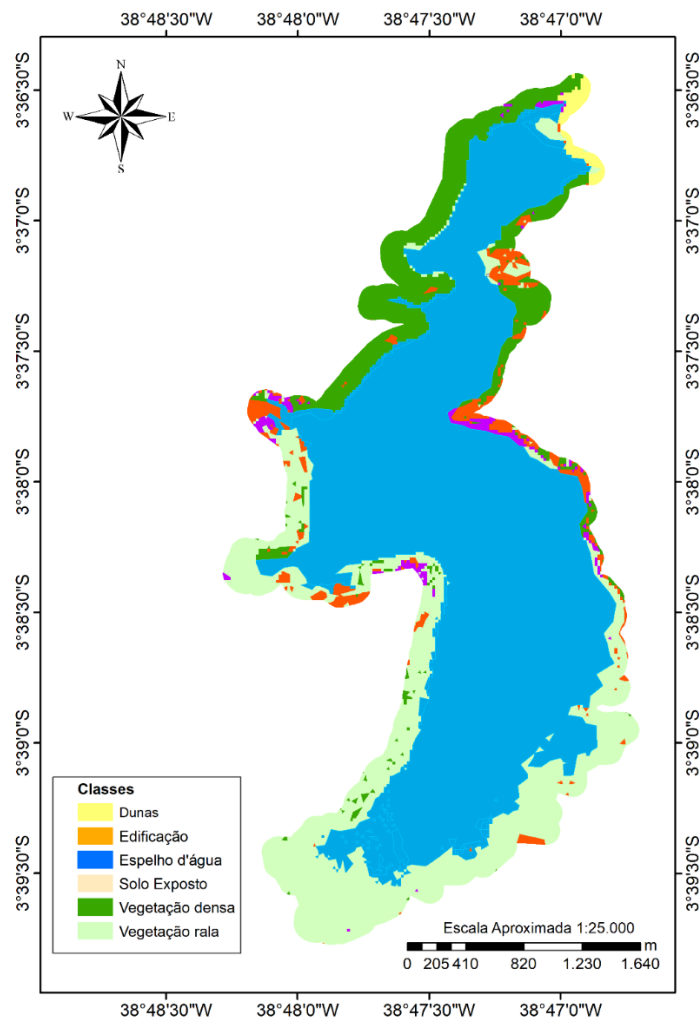 38°48'30"S 38°48'0"S 38°47'30"S 38°47'0"S
N
W E
S
3°36'30"S 3°36'30"S
3°37'0"S 3°37'0"S
3°37'30"S 3°37'30"S
3°38'0"S 3°38'0"S
3°38'30"S 3°38'30"S
3°39'0"S 3°39'0"S
3°39'30"S 3°39'30"S
Classes
Dunas
Edificação
Espelho d'água
Solo Exposto
Vegetação densa
Vegetação rala
Escala Aproximada 1:25.000
m
0 205 410 820 1.230 1.640
38°48'30"S 38°48'0"S 38°47'30"S 38°47'0"S